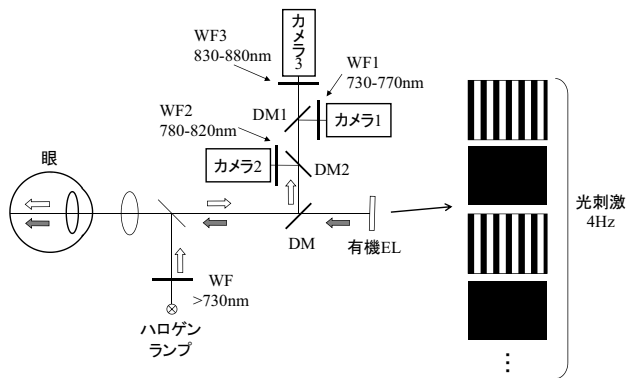 カメラ3
WF3
830-880nm
WF1
730-770nm
DM1
カメラ1
WF2
780-820nm
カメラ2
DM2
眼
DM
有機EL
WF
>730nm
ハロゲン
ランプ
光刺激
4Hz
⋮